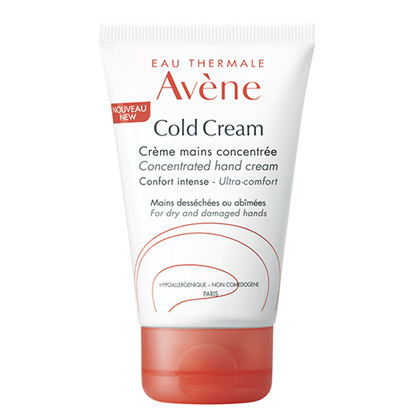 EAU THERMALE
Avène
NOUVEAU
NEW
Cold Cream
Crème mains concentrée
Concentrated hand cream
Confort intense - Ultra-comfort
Mains desséchées ou abîmées
For dry and damaged hands
HYPOALLERGENIQUE - NON COMEDOGENE
PARIS